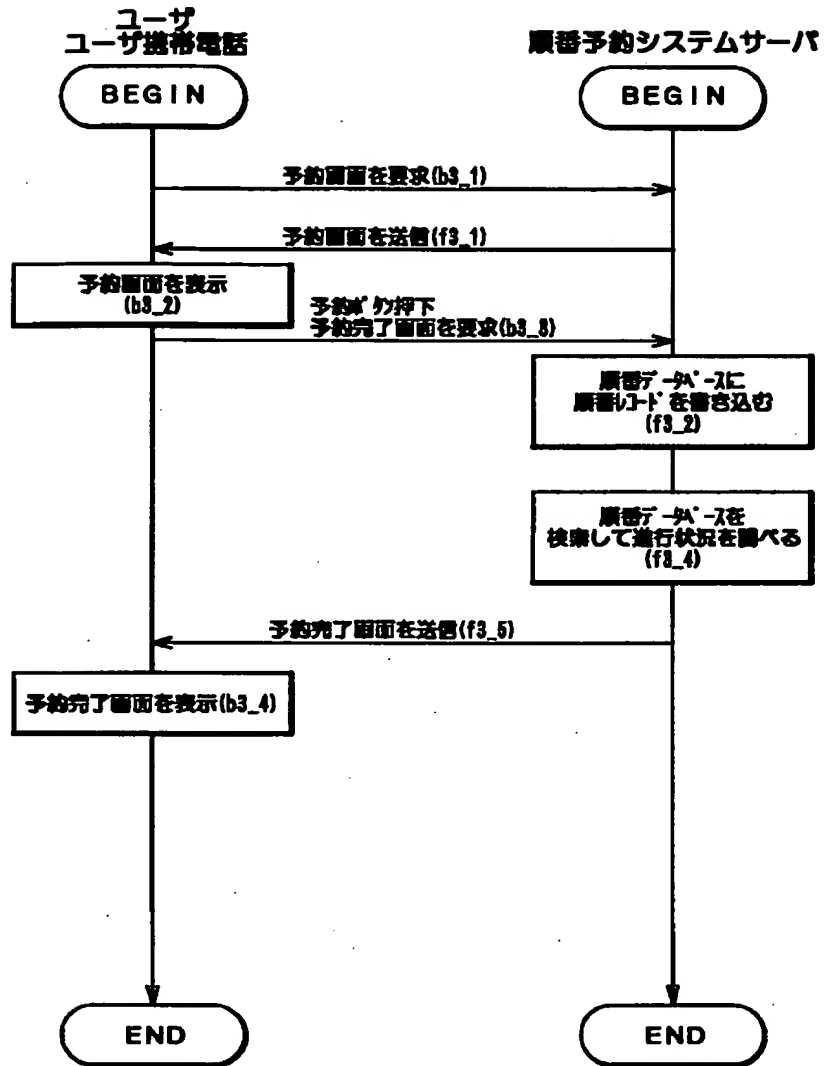 ユーザ
ユーザ携帯電話
順番予約システムサーバ
BEGIN
BEGIN
予約画面を要求(b3_1)
予約画面を送信(f3_1)
予約画面を表示
(b3_2)
予約ﾎﾞﾀﾝ押下
予約完了画面を要求(b3_3)
順番ﾃﾞｰﾀﾍﾞｰｽに
順番ﾚｺｰﾄﾞを書き込む
(f3_2)
順番ﾃﾞｰﾀﾍﾞｰｽを
検索して進行状況を調べる
(f3_4)
予約完了画面を送信(f3_5)
予約完了画面を表示(b3_4)
END
END